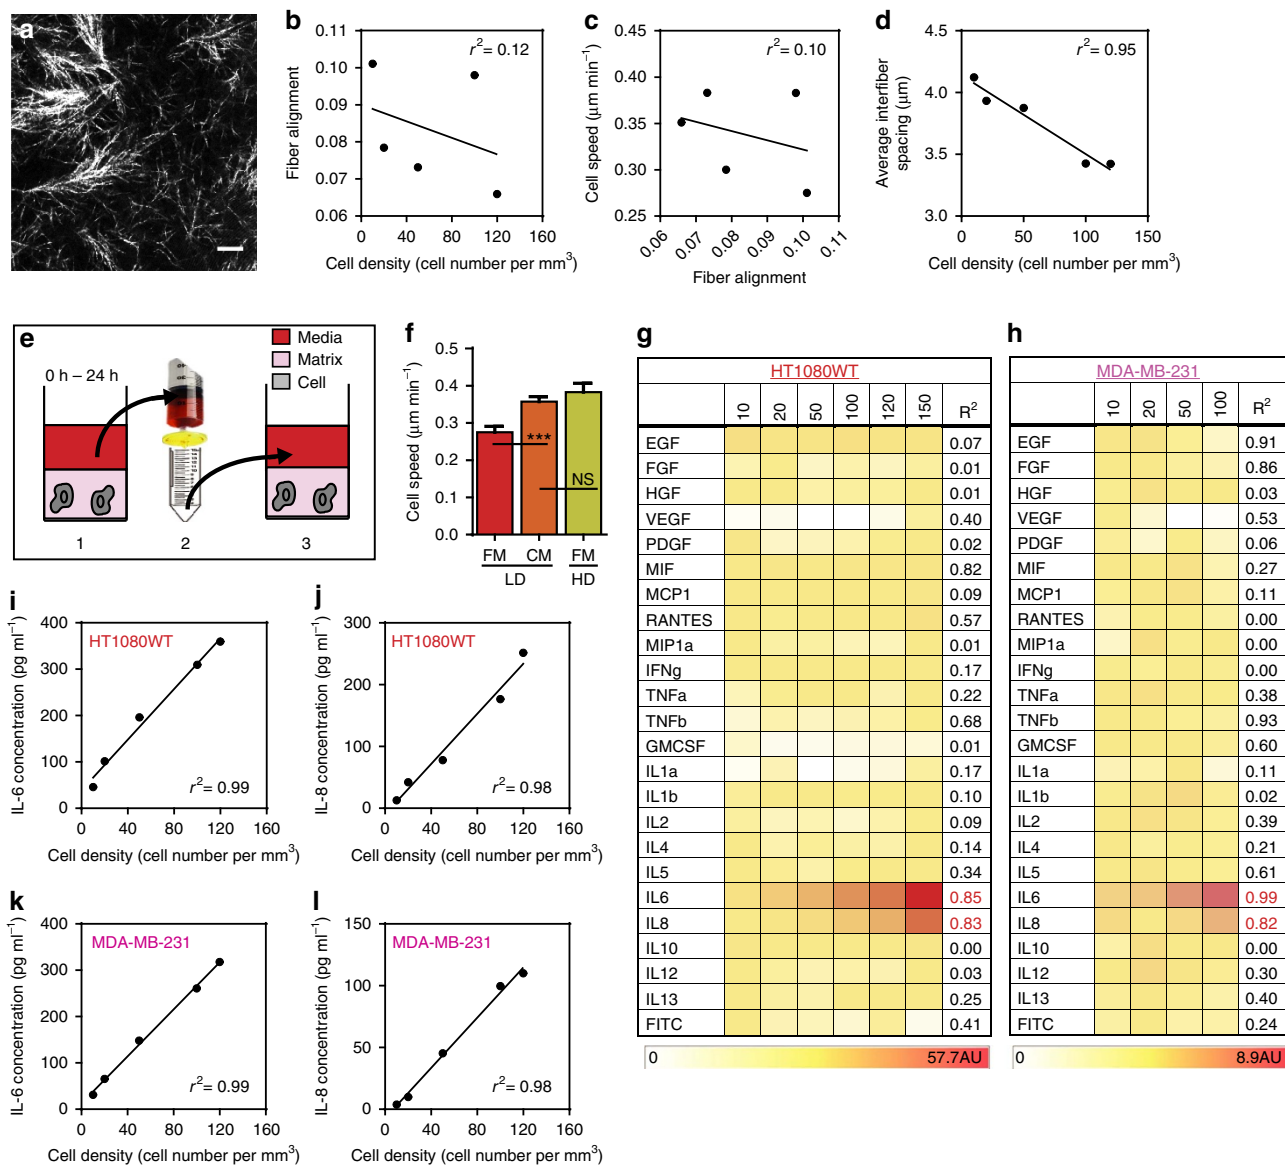 a
b
0.11
0.10
0.09
0.08
0.07
0.06
Fiber alignment
r² = 0.12
0 40 80 120 160
Cell density (cell number per mm³)
c
0.45
0.40
0.35
0.30
0.25
Cell speed (µm min⁻¹)
r² = 0.10
0.06 0.07 0.08 0.09 0.10 0.11
Fiber alignment
d
4.5
4.0
3.5
3.0
Average interfiber
spacing (µm)
r² = 0.95
0 50 100 150
Cell density (cell number per mm³)
e
0 h – 24 h
Media
Matrix
Cell
1 2 3
f
0.5
0.4
0.3
0.2
0.1
0.0
Cell speed (µm min⁻¹)
***
NS
FM CM FM
LD HD
g
HT1080WT
10 20 50 100 120 150 R²
EGF 0.07
FGF 0.01
HGF 0.01
VEGF 0.40
PDGF 0.02
MIF 0.82
MCP1 0.09
RANTES 0.57
MIP1a 0.01
IFNg 0.17
TNFa 0.22
TNFb 0.68
GMCSF 0.01
IL1a 0.17
IL1b 0.10
IL2 0.09
IL4 0.14
IL5 0.34
IL6 0.85
IL8 0.83
IL10 0.00
IL12 0.03
IL13 0.25
FITC 0.41
0 57.7AU
h
MDA-MB-231
10 20 50 100 R²
EGF 0.91
FGF 0.86
HGF 0.03
VEGF 0.53
PDGF 0.06
MIF 0.27
MCP1 0.11
RANTES 0.00
MIP1a 0.00
IFNg 0.00
TNFa 0.38
TNFb 0.93
GMCSF 0.60
IL1a 0.11
IL1b 0.02
IL2 0.39
IL4 0.21
IL5 0.61
IL6 0.99
IL8 0.82
IL10 0.00
IL12 0.30
IL13 0.40
FITC 0.24
0 8.9AU
i
400
300
200
100
0
IL-6 concentration (pg ml⁻¹)
HT1080WT
r² = 0.99
0 40 80 120 160
Cell density (cell number per mm³)
j
300
200
100
0
IL-8 concentration (pg ml⁻¹)
HT1080WT
r² = 0.98
0 40 80 120 160
Cell density (cell number per mm³)
k
400
300
200
100
0
IL-6 concentration (pg ml⁻¹)
MDA-MB-231
r² = 0.99
0 40 80 120 160
Cell density (cell number per mm³)
l
150
100
50
0
IL-8 concentration (pg ml⁻¹)
MDA-MB-231
r² = 0.98
0 40 80 120 160
Cell density (cell number per mm³)